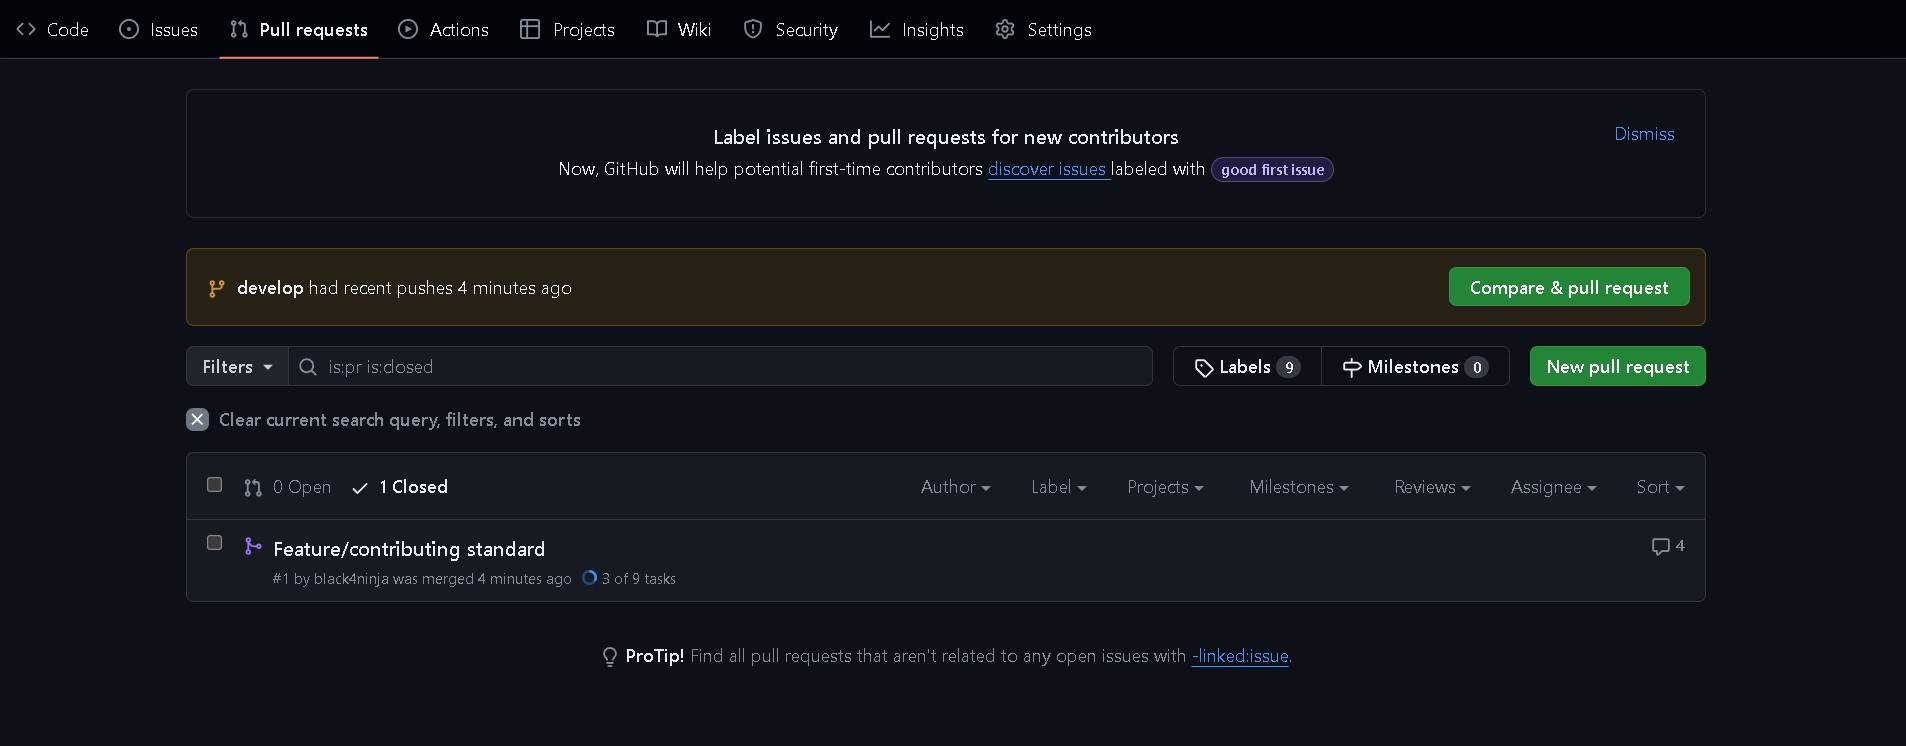 Code Issues Pull requests Actions Projects Wiki Security Insights Settings
Label issues and pull requests for new contributors
Dismiss
Now, GitHub will help potential first-time contributors discover issues labeled with good first issue
develop had recent pushes 4 minutes ago Compare & pull request
Filters is:pr is:closed Labels 9 Milestones 0 New pull request
Clear current search query, filters, and sorts
0 Open 1 Closed Author Label Projects Milestones Reviews Assignee Sort
Feature/contributing standard 4
#1 by black4ninja was merged 4 minutes ago 3 of 9 tasks
ProTip! Find all pull requests that aren't related to any open issues with -linked:issue.